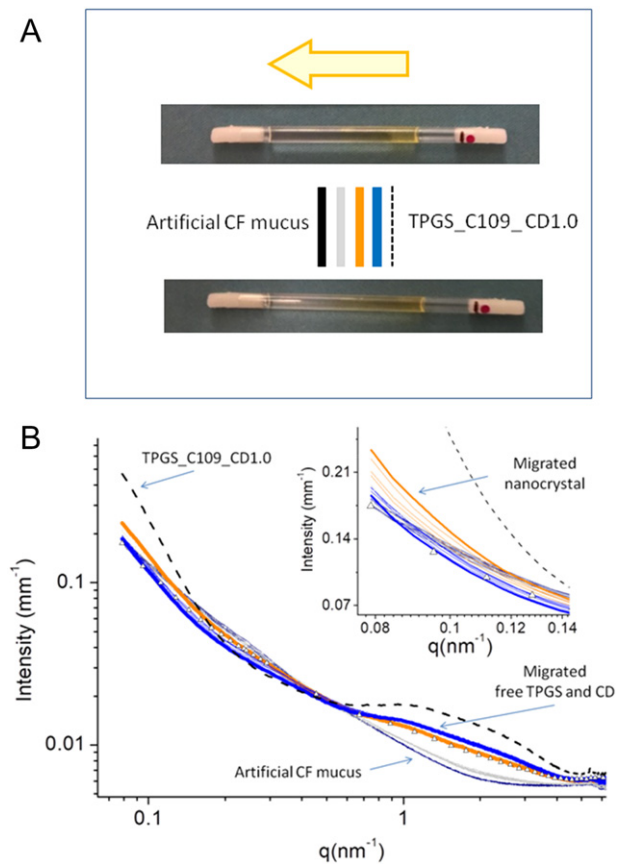 A
Artificial CF mucus
TPGS_C109_CD1.0
B
TPGS_C109_CD1.0
Migrated
nanocrystal
Intensity (mm⁻¹)
0.21
0.14
0.07
0.08
0.1
0.12
0.14
q(nm⁻¹)
Intensity (mm⁻¹)
0.1
0.01
Migrated
free TPGS and CD
Artificial CF mucus
0.1
1
q(nm⁻¹)